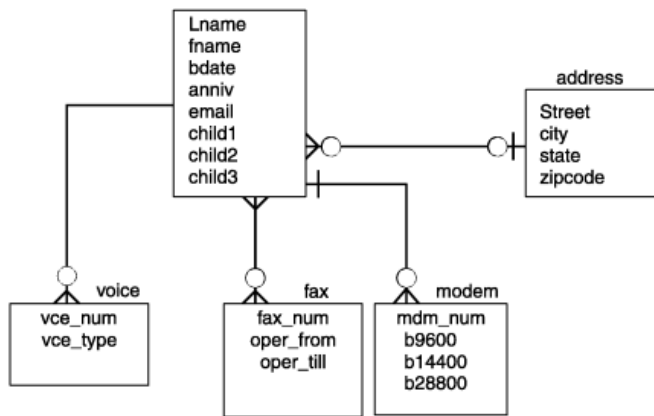 Lname
fname
bdate
anniv
email
child1
child2
child3
address
Street
city
state
zipcode
voice
vce_num
vce_type
fax
fax_num
oper_from
oper_till
modem
mdm_num
b9600
b14400
b28800